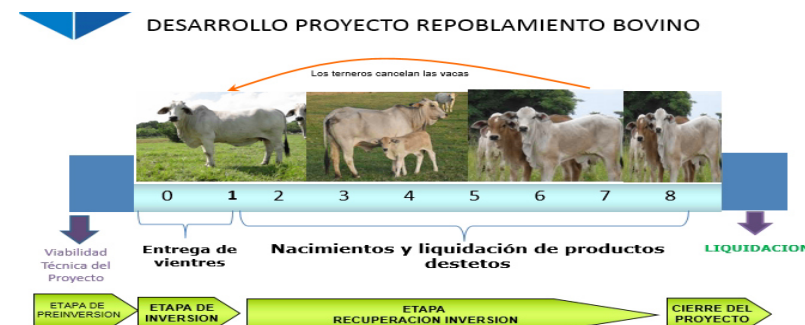 DESARROLLO PROYECTO REPOBLAMIENTO BOVINO
Los terneros cancelan las vacas
0 1 2 3 4 5 6 7 8
Viabilidad
Técnica del
Proyecto
Entrega de
vientres
Nacimientos y liquidación de productos
destetos
LIQUIDACION
ETAPA DE
PREINVERSION
ETAPA DE
INVERSION
ETAPA
RECUPERACION INVERSION
CIERRE DEL
PROYECTO